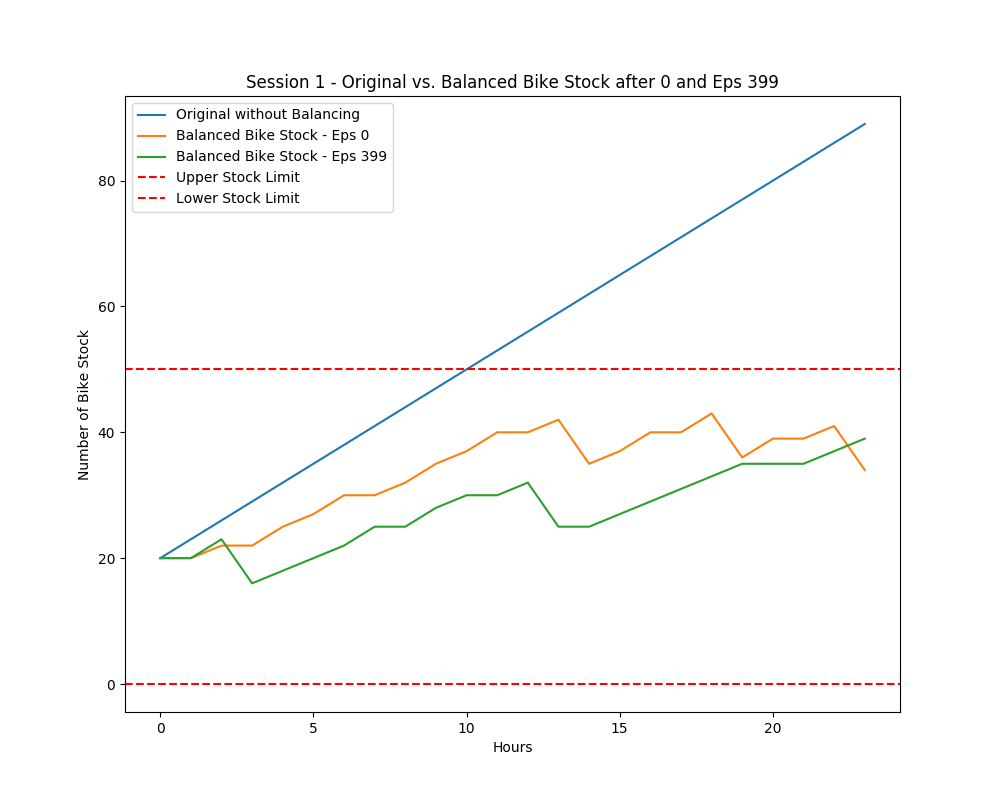 Session 1 - Original vs. Balanced Bike Stock after 0 and Eps 399
Original without Balancing
Balanced Bike Stock - Eps 0
Balanced Bike Stock - Eps 399
Upper Stock Limit
Lower Stock Limit
Number of Bike Stock
80
60
40
20
0
0 5 10 15 20
Hours